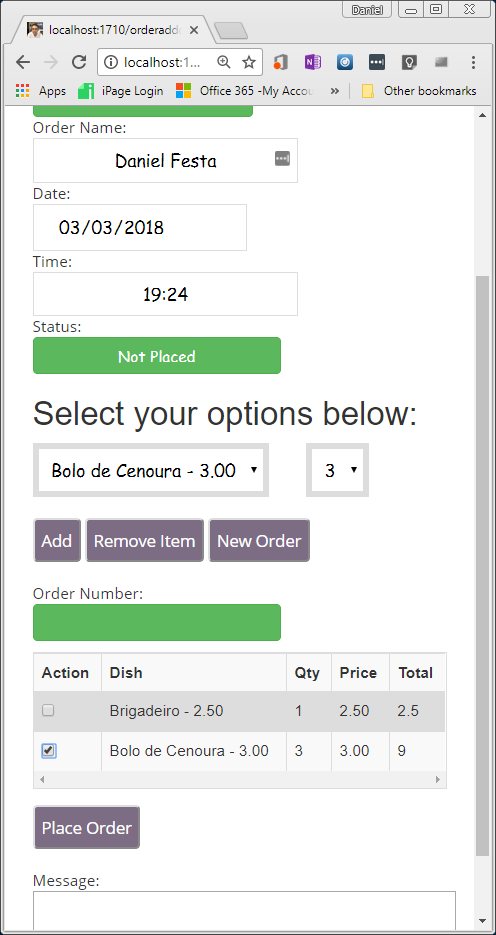 Daniel
localhost:1710/orderadd
localhost:1...
iPage Login
Office 365 -My Accou
»
Other bookmarks
Order Name:
Daniel Festa
Date:
03/03/2018
Time:
19:24
Status:
Not Placed
Select your options below:
Bolo de Cenoura - 3.00 3
Add Remove Item New Order
Order Number:
Action Dish Qty Price Total
Brigadeiro - 2.50 1 2.50 2.5
Bolo de Cenoura - 3.00 3 3.00 9
Place Order
Message: